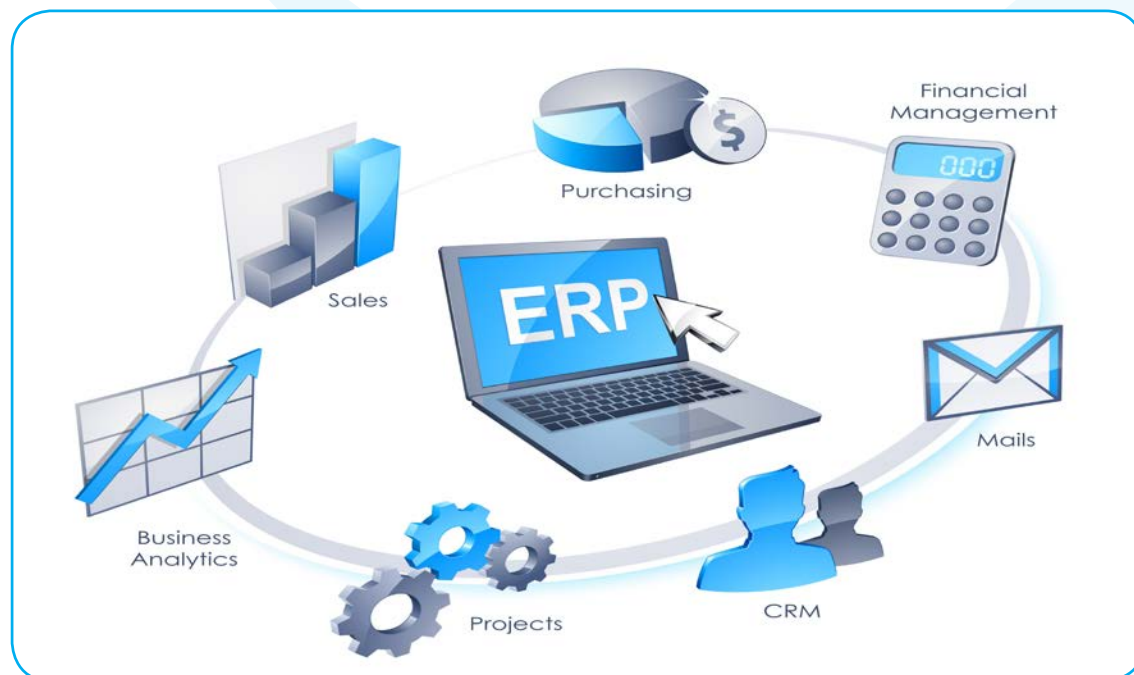 Financial
Management
000
$
Purchasing
Sales
ERP
Mails
Business
Analytics
CRM
Projects